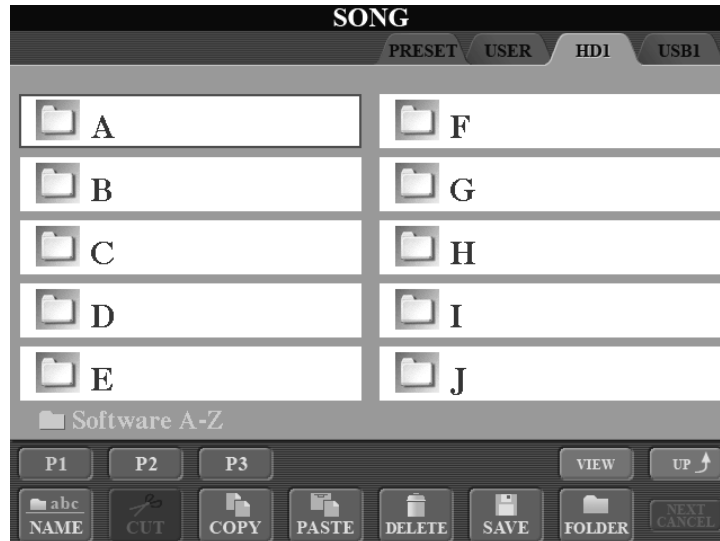 SONG
PRESET USER HD1 USB1
A F
B G
C H
D I
E J
Software A-Z
P1 P2 P3 VIEW UP
abc
NAME CUT COPY PASTE DELETE SAVE FOLDER NEXT
CANCEL